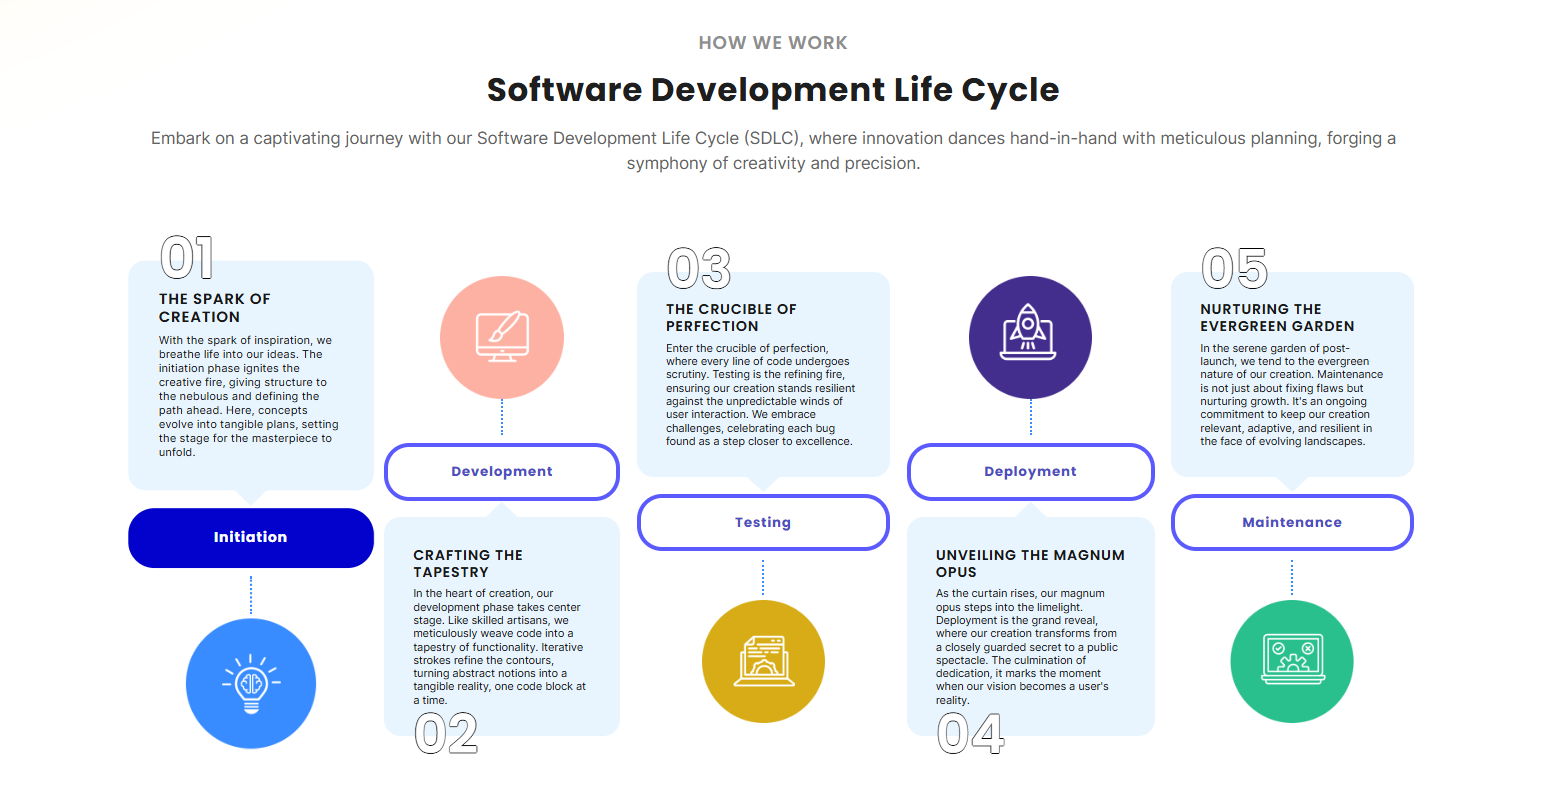 HOW WE WORK
Software Development Life Cycle
Embark on a captivating journey with our Software Development Life Cycle (SDLC), where innovation dances hand-in-hand with meticulous planning, forging a
symphony of creativity and precision.
01
THE SPARK OF
CREATION
With the spark of inspiration, we
breathe life into our ideas. The
initiation phase ignites the
creative fire, giving structure to
the nebulous and defining the
path ahead. Here, concepts
evolve into tangible plans, setting
the stage for the masterpiece to
unfold.
Initiation
Development
CRAFTING THE
TAPESTRY
In the heart of creation, our
development phase takes center
stage. Like skilled artisans, we
meticulously weave code into a
tapestry of functionality. Iterative
strokes refine the contours,
turning abstract notions into a
tangible reality, one code block at
a time.
02
03
THE CRUCIBLE OF
PERFECTION
Enter the crucible of perfection,
where every line of code undergoes
scrutiny. Testing is the refining fire,
ensuring our creation stands resilient
against the unpredictable winds of
user interaction. We embrace
challenges, celebrating each bug
found as a step closer to excellence.
Testing
Deployment
UNVEILING THE MAGNUM
OPUS
As the curtain rises, our magnum
opus steps into the limelight.
Deployment is the grand reveal,
where our creation transforms from
a closely guarded secret to a public
spectacle. The culmination of
dedication, it marks the moment
when our vision becomes a user's
reality.
04
05
NURTURING THE
EVERGREEN GARDEN
In the serene garden of post-
launch, we tend to the evergreen
nature of our creation. Maintenance
is not just about fixing flaws but
nurturing growth. It's an ongoing
commitment to keep our creation
relevant, adaptive, and resilient in
the face of evolving landscapes.
Maintenance